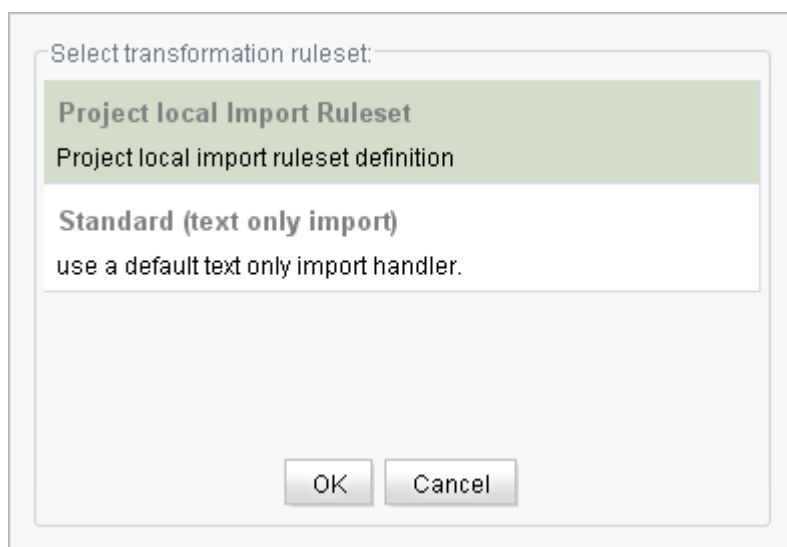 Select transformation ruleset:
Project local Import Ruleset
Project local import ruleset definition
Standard (text only import)
use a default text only import handler.
OK
Cancel